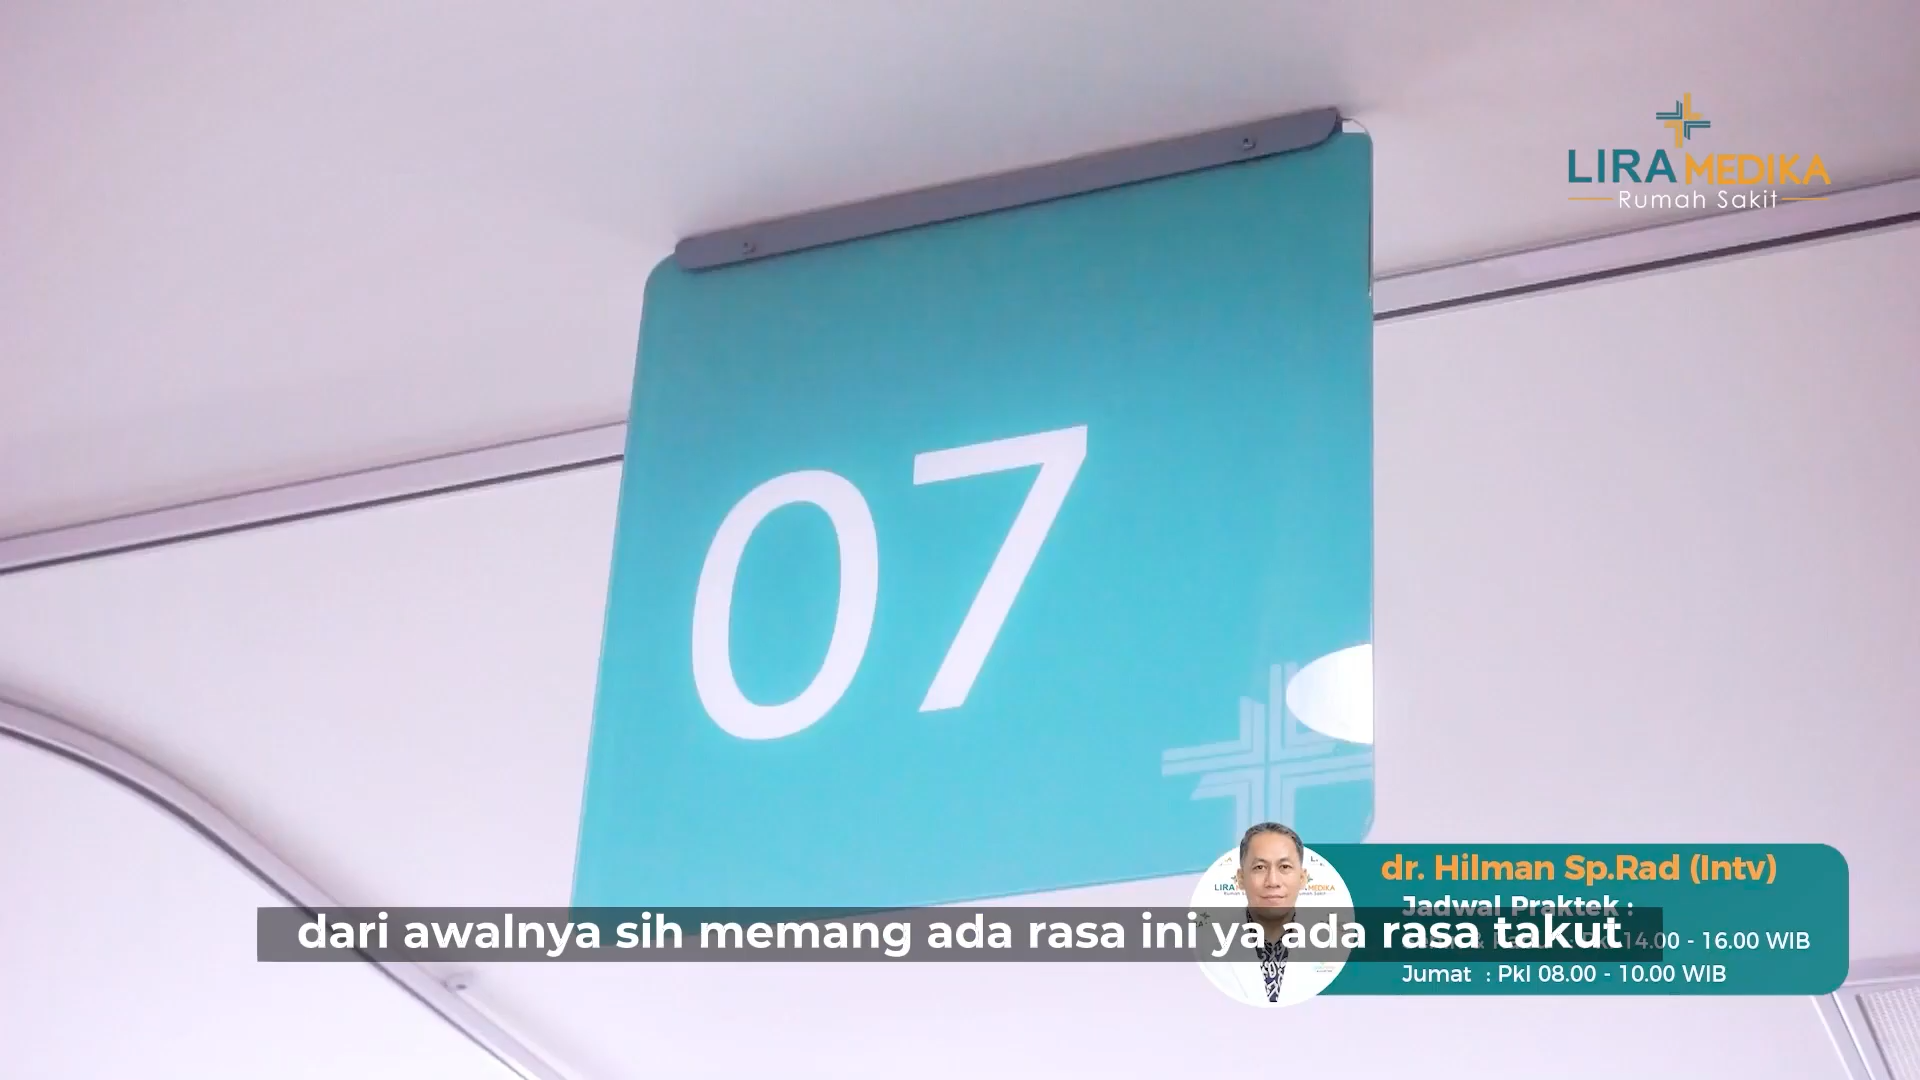 LIRA MEDIKA
Rumah Sakit
07
dr. Hilman Sp.Rad (Intv)
Jadwal Praktek :
14.00 - 16.00 WIB
Jumat : Pkl 08.00 - 10.00 WIB
dari awalnya sih memang ada rasa ini ya ada rasa takut